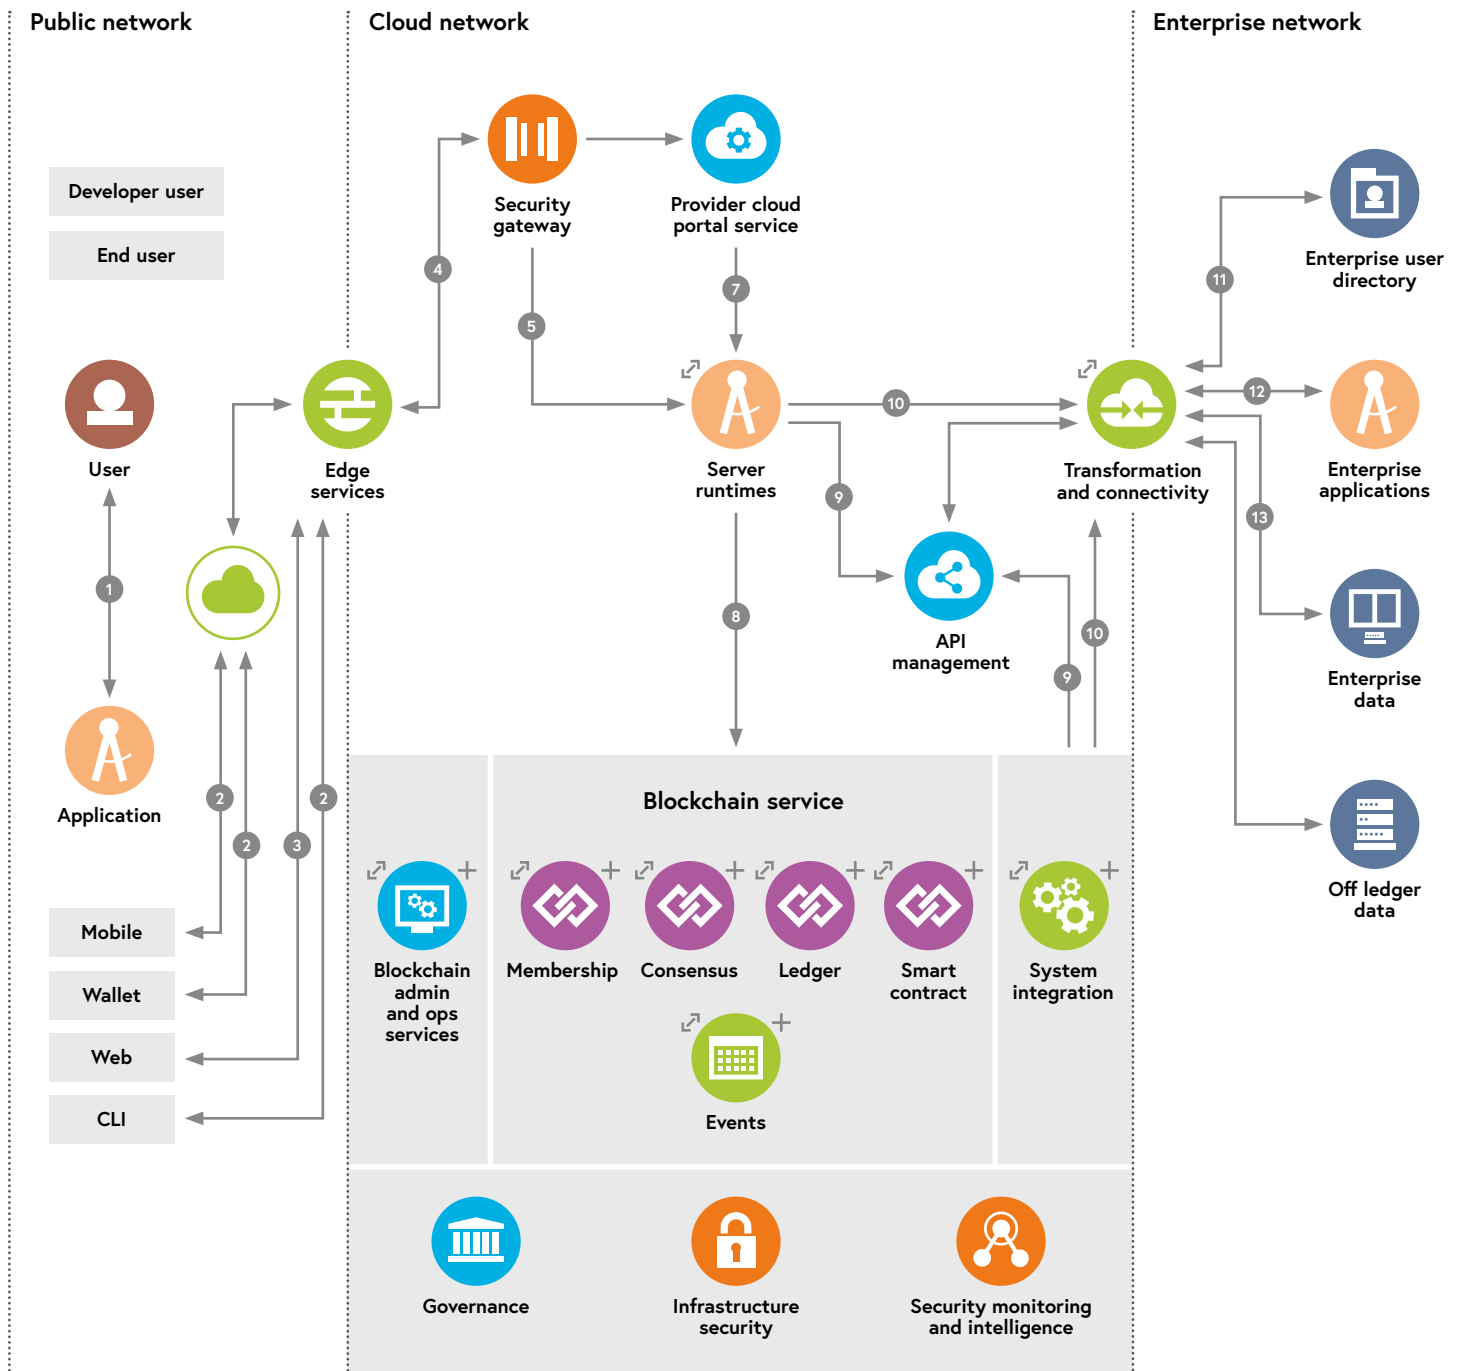 Public network
Cloud network
Enterprise network
Developer user
End user
Security
gateway
Provider cloud
portal service
Enterprise user
directory
4
5
7
11
User
Edge
services
Server
runtimes
10
9
Transformation
and connectivity
12
13
Enterprise
applications
1
8
API
management
10
9
Enterprise
data
Application
2
2
3
2
Mobile
Wallet
Web
CLI
Blockchain service
Blockchain
admin
and ops
services
Membership
Consensus
Ledger
Smart
contract
System
integration
Events
Off ledger
data
Governance
Infrastructure
security
Security monitoring
and intelligence